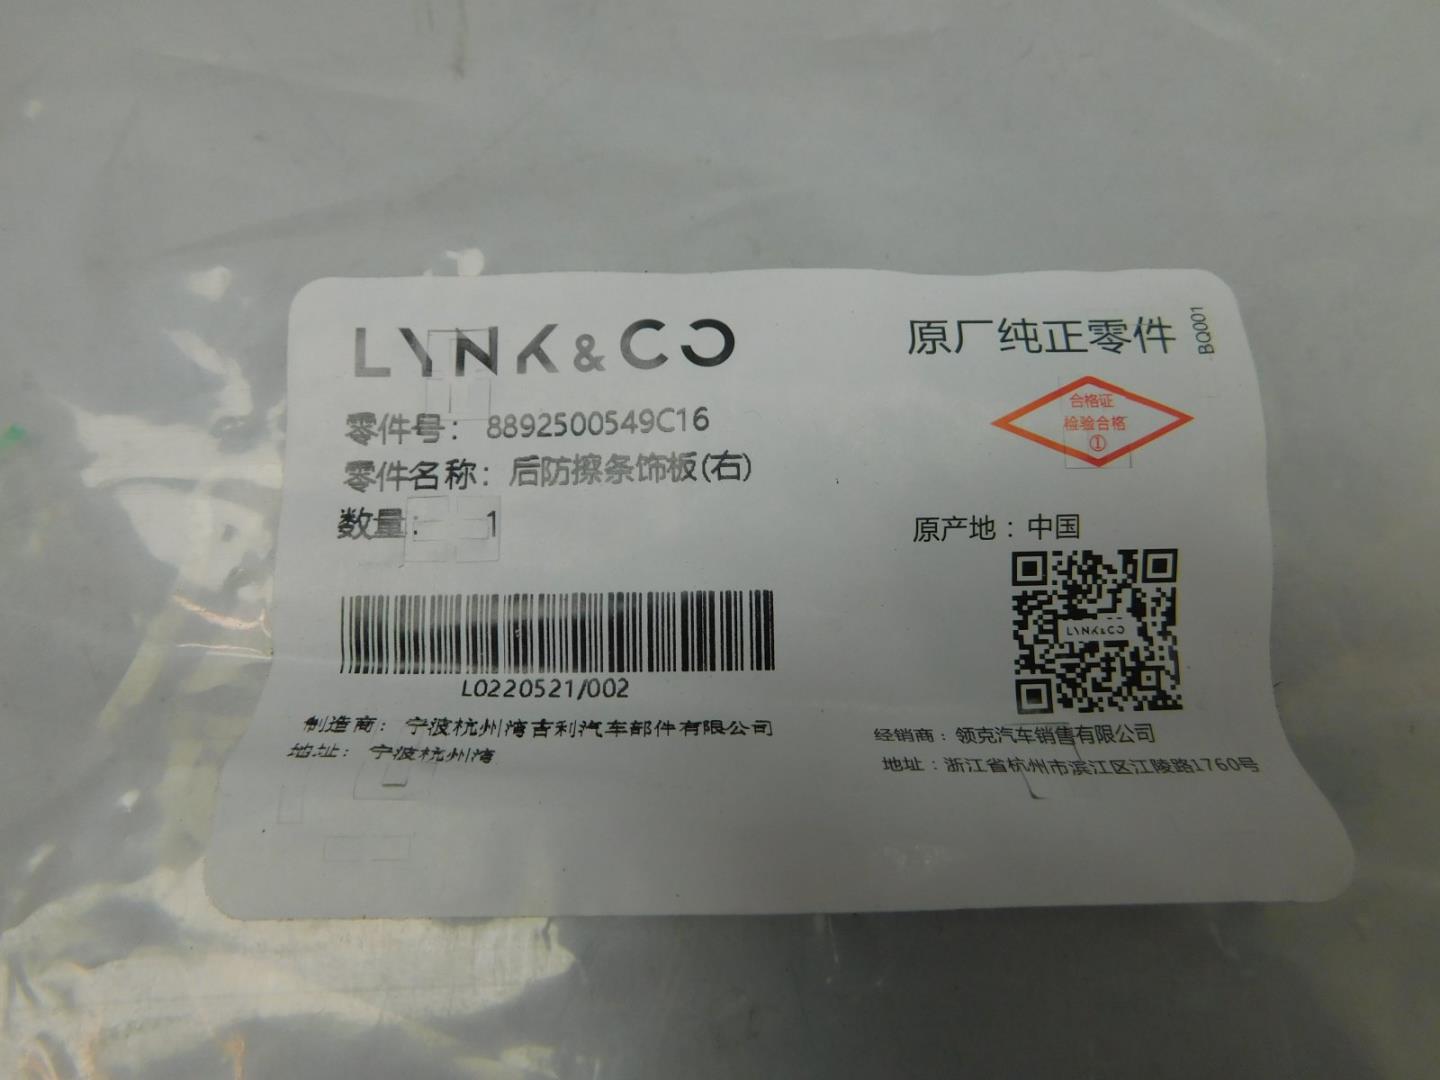 LYNK & CO
原厂纯正零件
BQ001
合格证
检验合格
①
零件号： 8892500549C16
零件名称：后防擦条饰板(右)
数量： 1
原产地：中国
LYNK&CO
L0220521/002
制造商：宁波杭州湾吉利汽车部件有限公司
地址：宁波杭州湾
经销商：领克汽车销售有限公司
地址：浙江省杭州市滨江区江陵路1760号